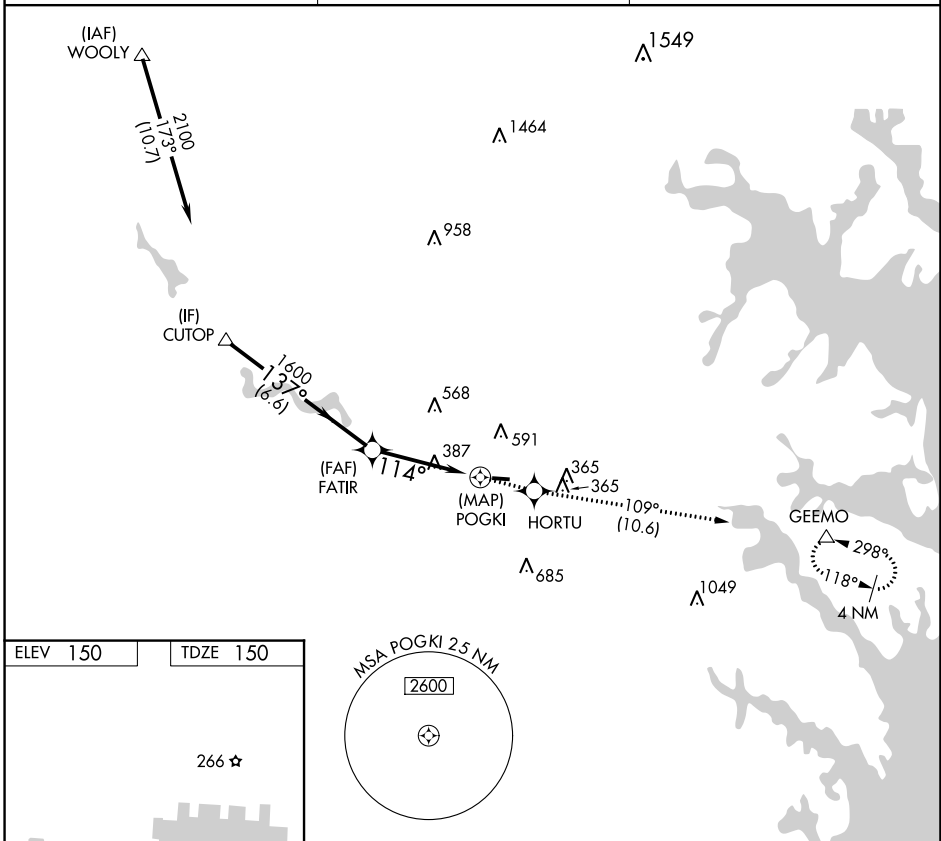 (IAF)
WOOLY
1549
1464
2100
173°
(10.7)
958
(IF)
CUTOP
1600
137°
(6.6)
568
591
387
(FAF)
FATIR
114°
365
365
(MAP)
POGKI
HORTU
109°
(10.6)
GEEMO
298°
118°
4 NM
685
1049
ELEV 150
TDZE 150
MSA POGKI 25 NM
2600
266